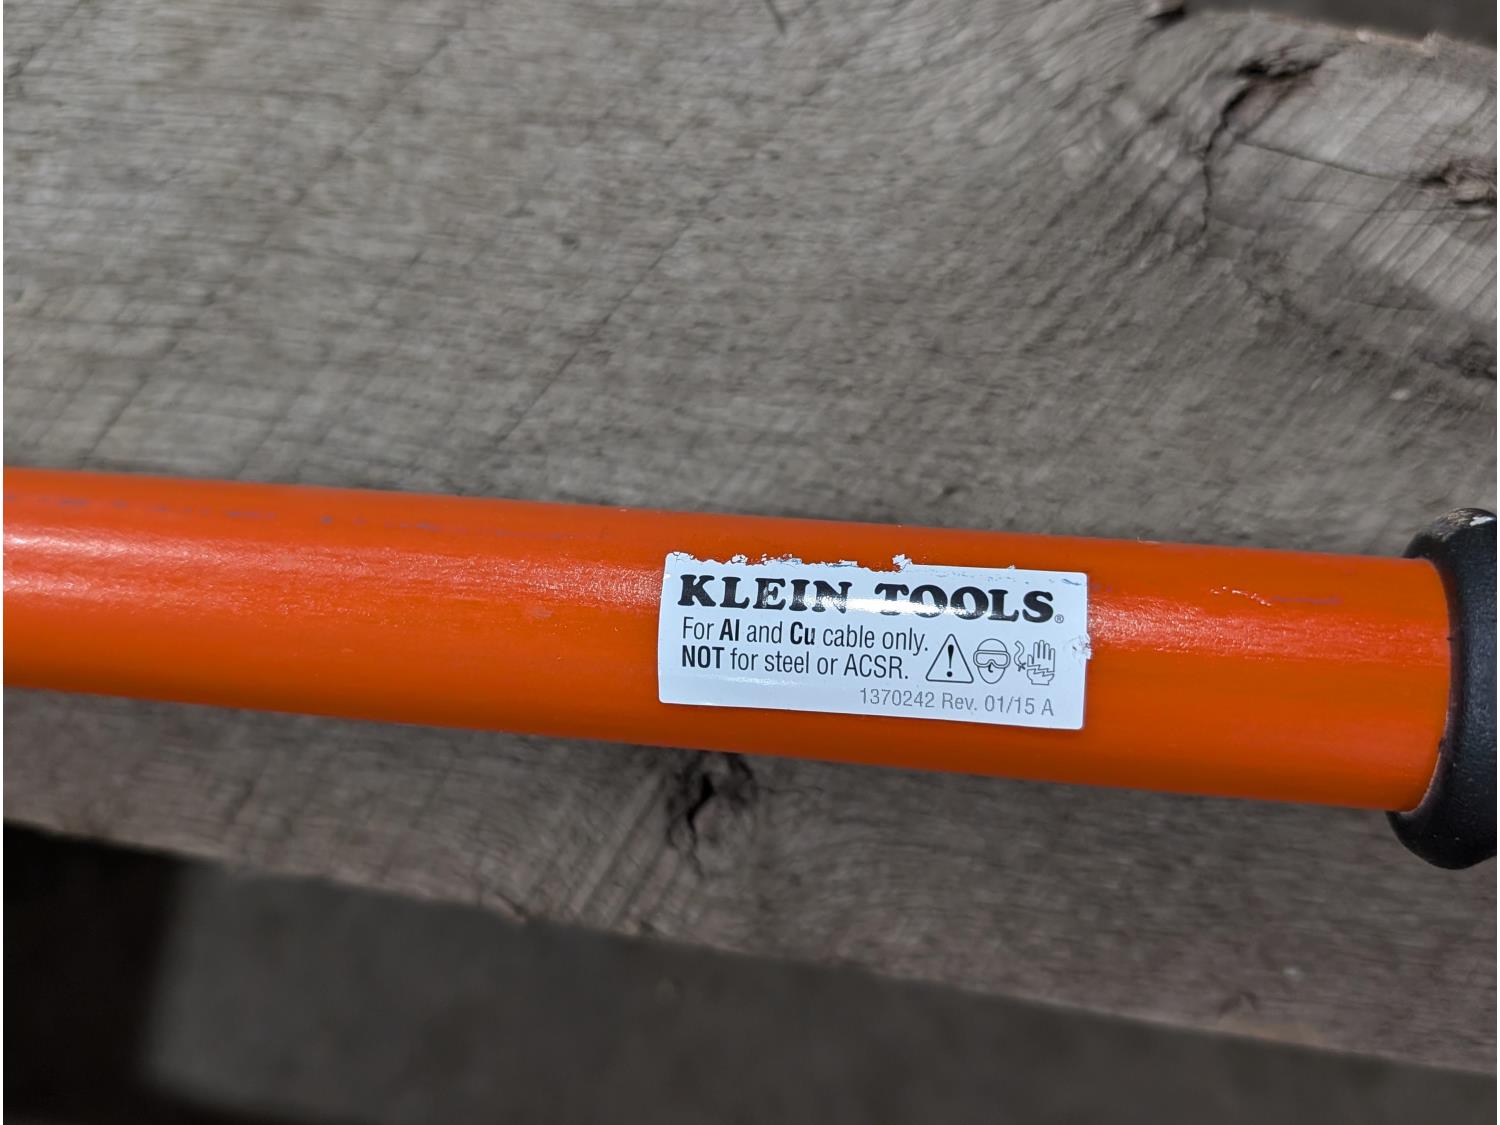 KLEIN TOOLS®
For Al and Cu cable only.
NOT for steel or ACSR.
1370242 Rev. 01/15 A